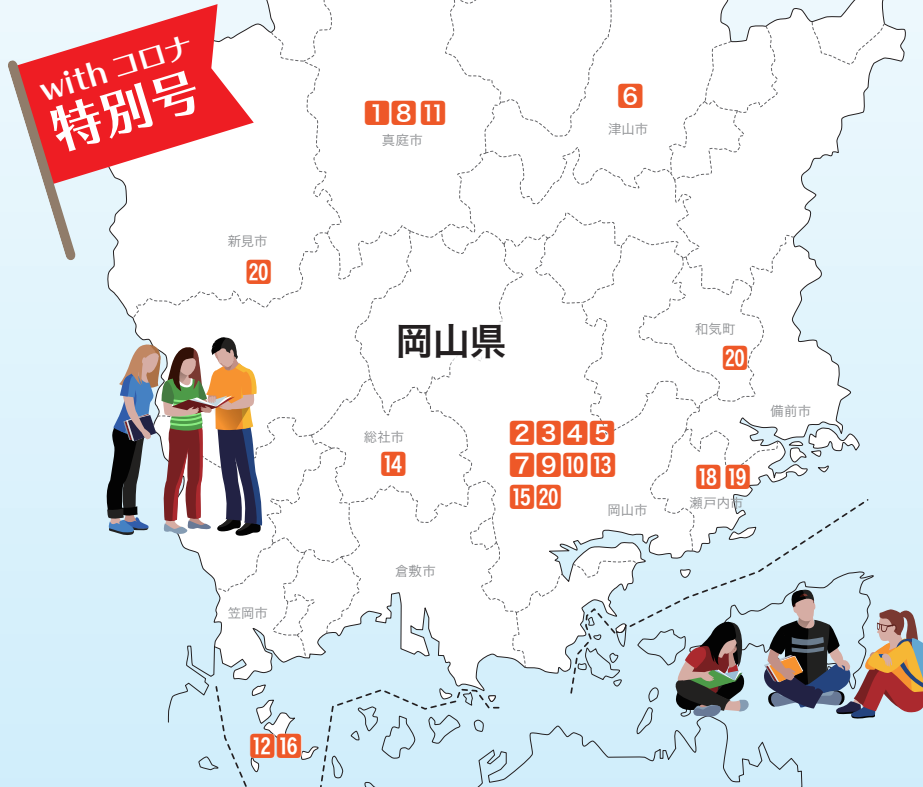 with コロナ
特別号
1 8 11
真庭市
6
津山市
新見市
20
岡山県
和気町
20
備前市
総社市
14
2 3 4 5
7 9 10 13
15 20
岡山市
18 19
瀬戸内市
倉敷市
笠岡市
12 16